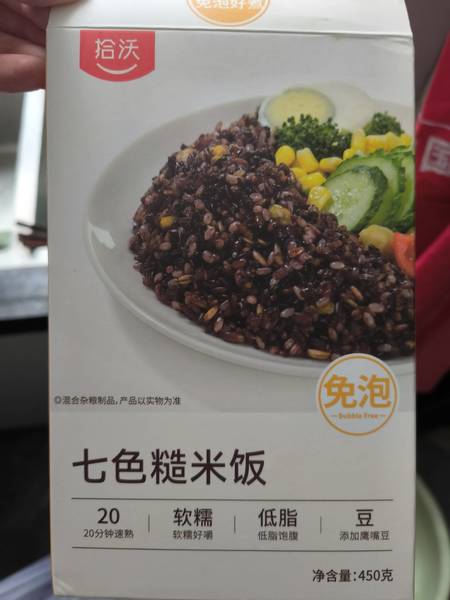 免泡好煮
拾沃
◎混合杂粮制品,产品以实物为准
免泡
Bubble Free
七色糙米饭
20 软糯 低脂 豆
20分钟速熟 软糯好嚼 低脂饱腹 添加鹰嘴豆
净含量:450克